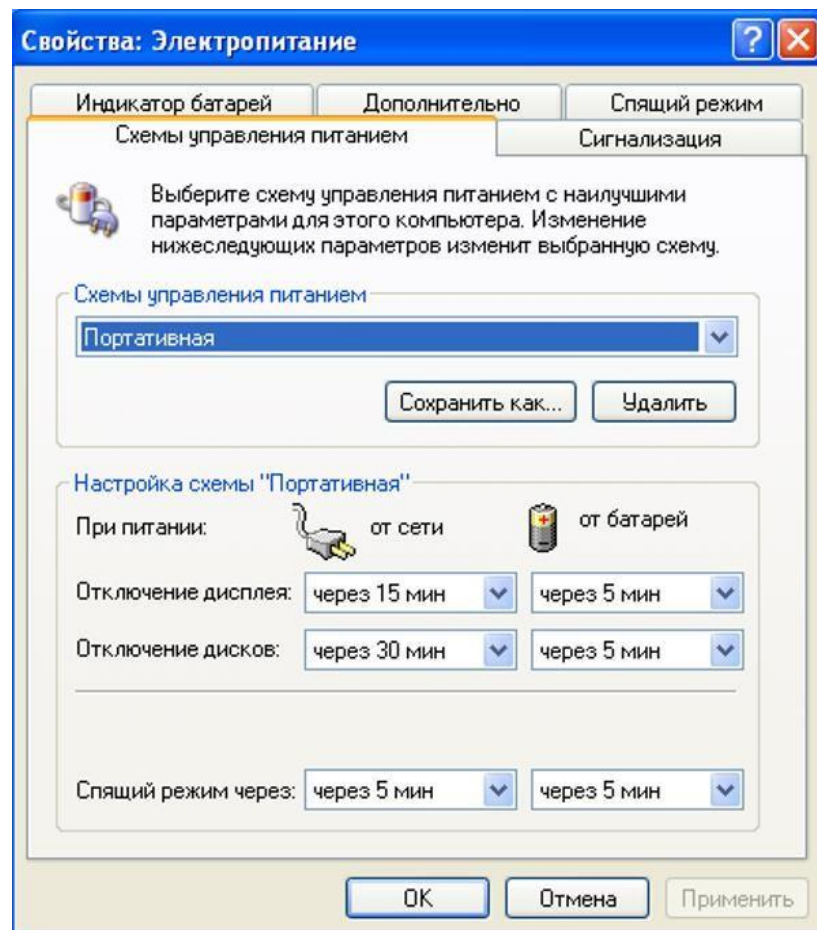 Свойства: Электропитание
Индикатор батарей
Дополнительно
Спящий режим
Схемы управления питанием
Сигнализация
Выберите схему управления питанием с наилучшими
параметрами для этого компьютера. Изменение
нижеследующих параметров изменит выбранную схему.
Схемы управления питанием
Портативная
Сохранить как...
Удалить
Настройка схемы "Портативная"
При питании:
от сети
от батарей
Отключение дисплея:
через 15 мин
через 5 мин
Отключение дисков:
через 30 мин
через 5 мин
Спящий режим через:
через 5 мин
через 5 мин
OK
Отмена
Применить